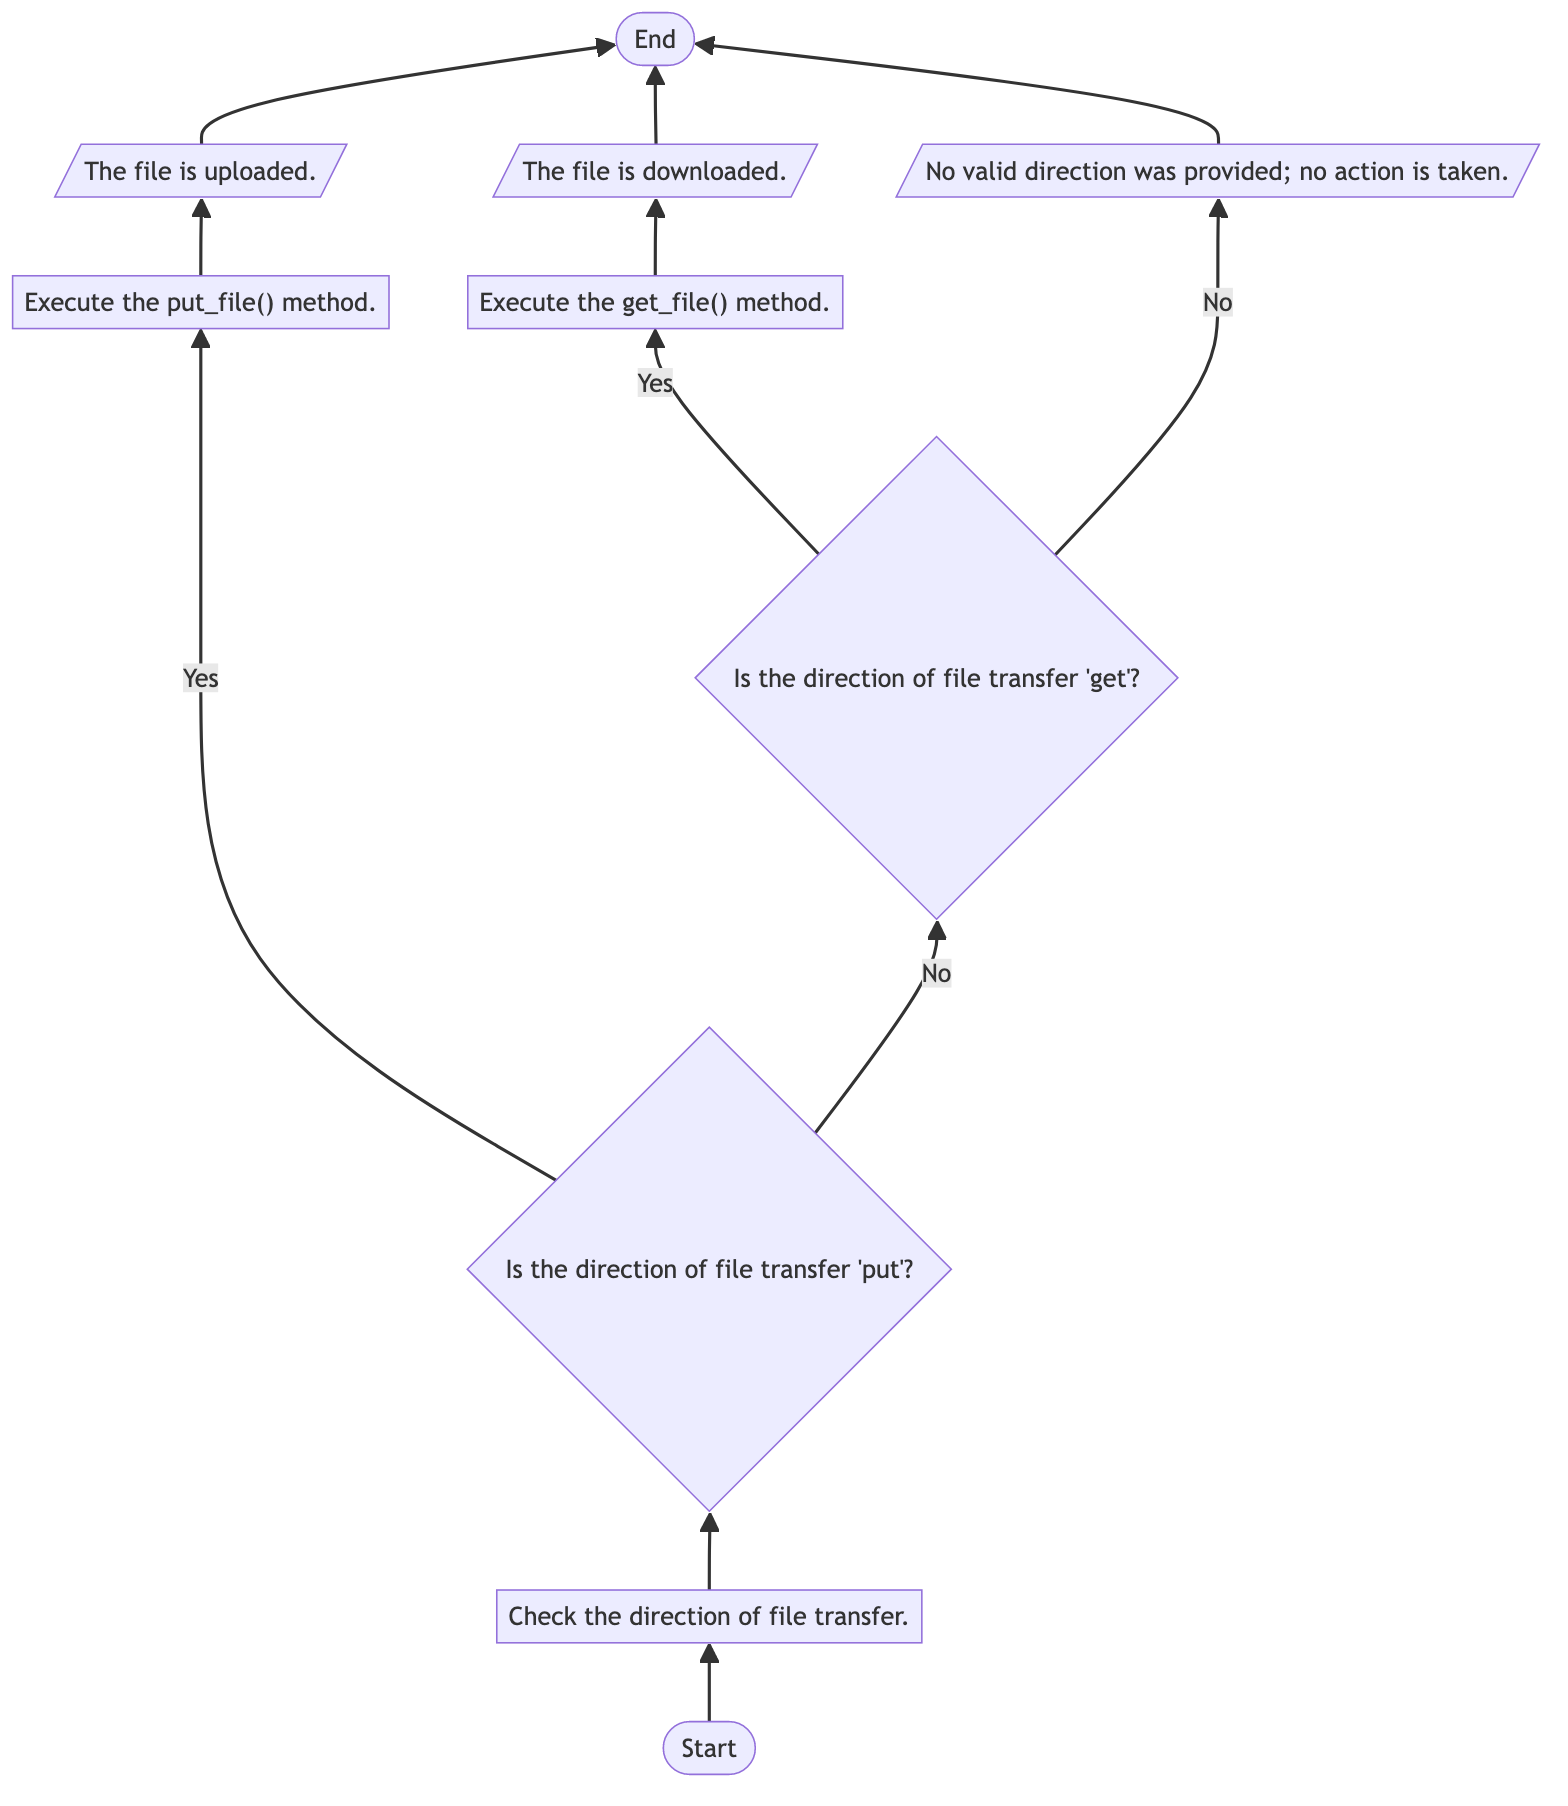 End
The file is uploaded.
The file is downloaded.
No valid direction was provided; no action is taken.
Execute the put_file() method.
Execute the get_file() method.
No
Yes
Is the direction of file transfer 'get'?
Yes
No
Is the direction of file transfer 'put'?
Check the direction of file transfer.
Start